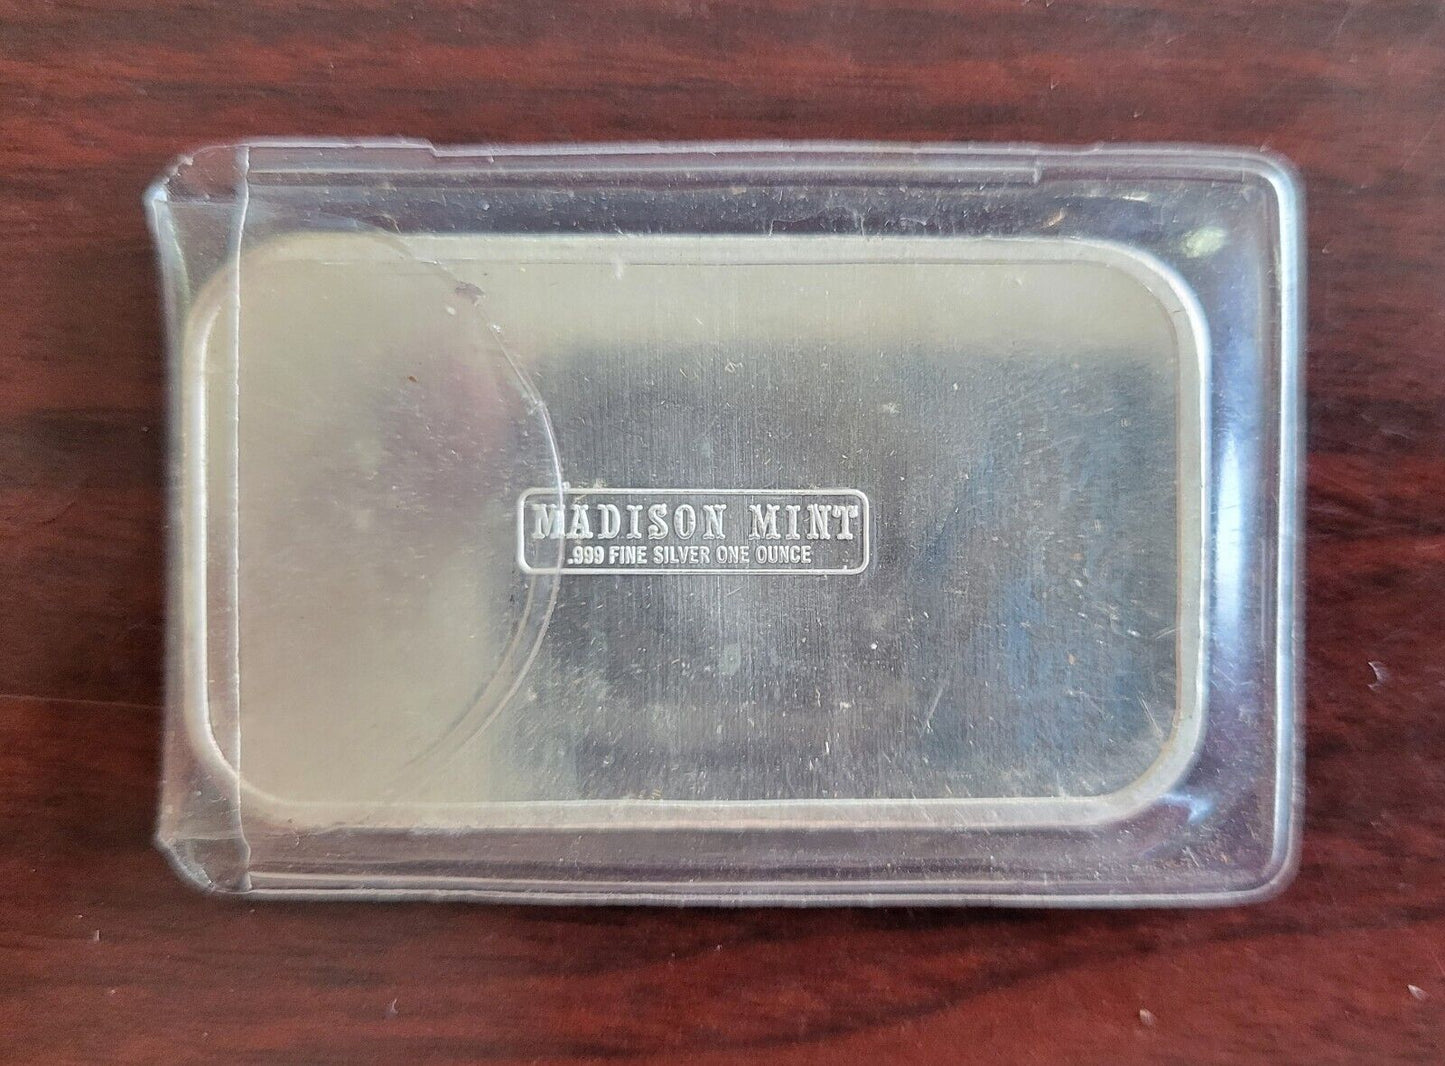 MADISON MINT
.999 FINE SILVER ONE OUNCE